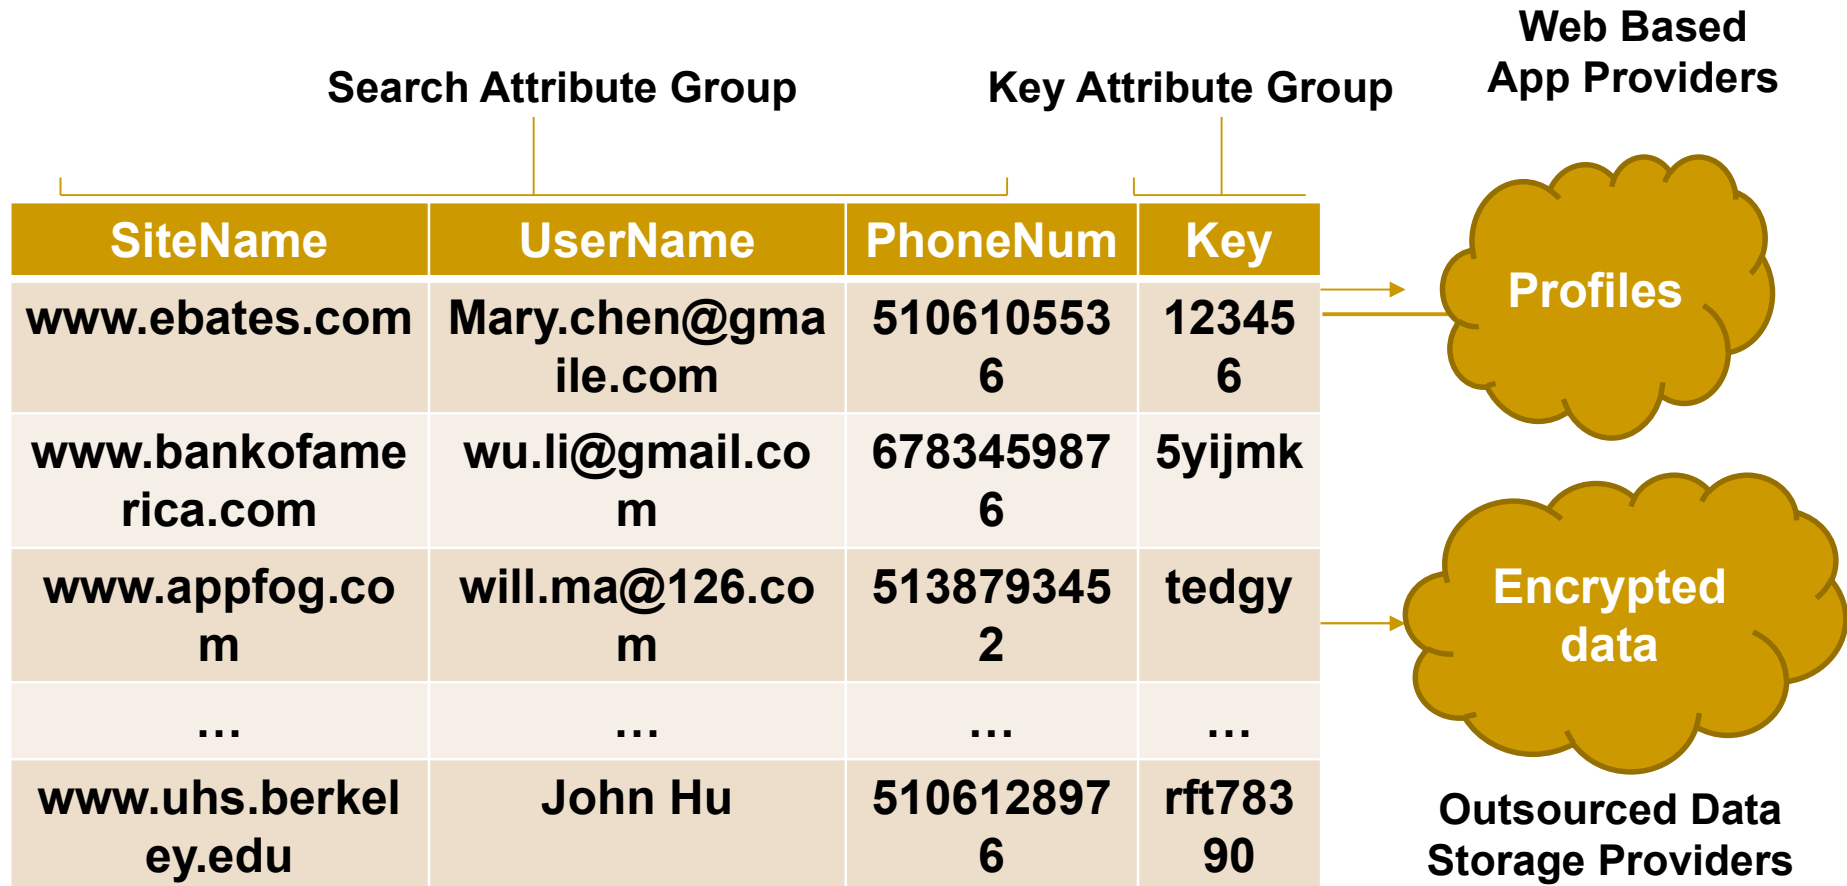 Web Based
App Providers
Search Attribute Group
Key Attribute Group
SiteName
UserName
PhoneNum
Key
www.ebates.com
Mary.chen@gma
ile.com
510610553
6
12345
6
www.bankofame
rica.com
wu.li@gmail.co
m
678345987
6
5yijmk
www.appfog.co
m
will.ma@126.co
m
513879345
2
tedgy
…
…
…
…
www.uhs.berkel
ey.edu
John Hu
510612897
6
rft783
90
Profiles
Encrypted
data
Outsourced Data
Storage Providers